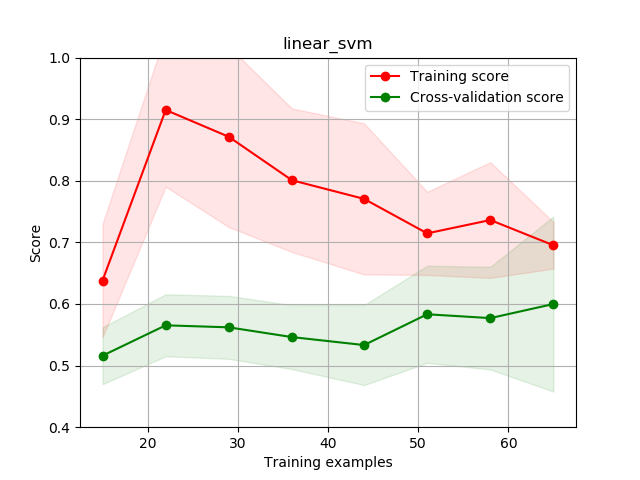 linear_svm
1.0
0.9
0.8
0.7
0.6
0.5
0.4
Score
Training score
Cross-validation score
20 30 40 50 60
Training examples